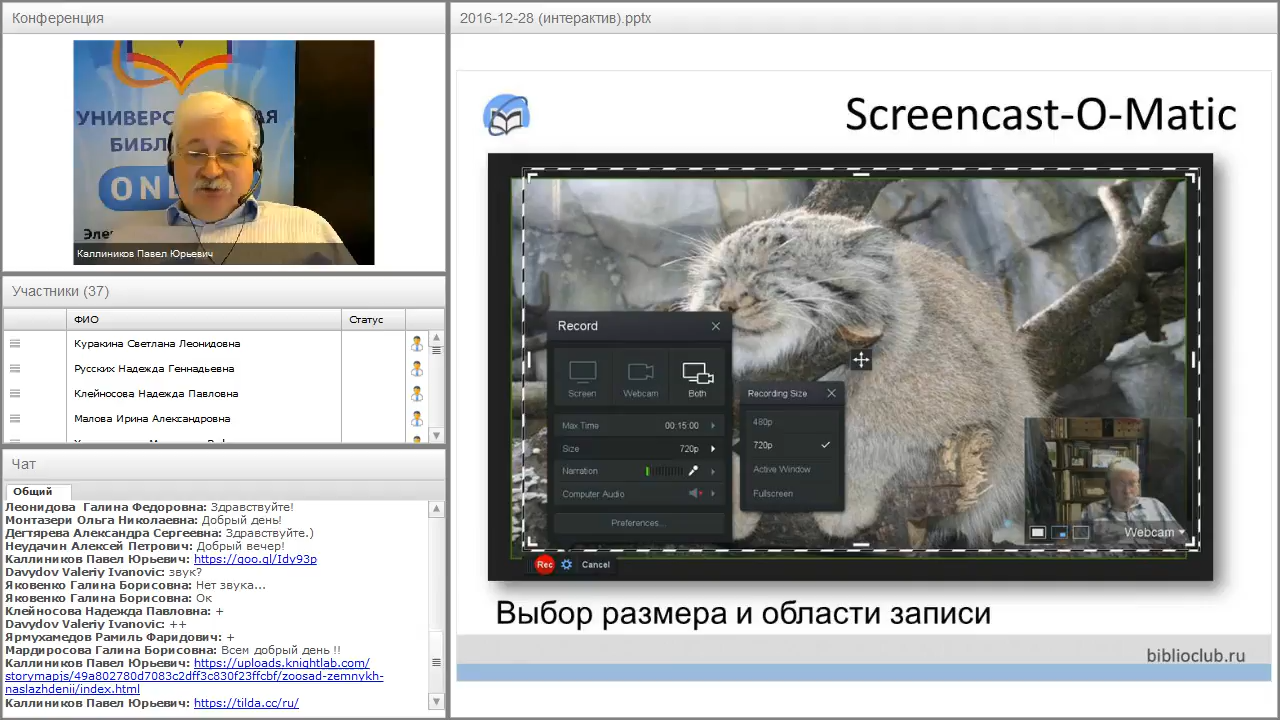 Конференция
УНИВЕРС
АЯ
БИБЛ
ON
Эле
Каллиников Павел Юрьевич
Участники (37)
ФИО
Статус
Куракина Светлана Леонидовна
Русских Надежда Геннадьевна
Клейносова Надежда Павловна
Малова Ирина Александровна
Чат
Общий
Леонидова Галина Федоровна: Здравствуйте!
Монтазери Ольга Николаевна: Добрый день!
Дегтярева Александра Сергеевна: Здравствуйте.)
Неудачин Алексей Петрович: Добрый вечер!
Каллиников Павел Юрьевич: https://goo.gl/Idy93p
Davydov Valeriy Ivanovic: звук?
Яковенко Галина Борисовна: Нет звука...
Яковенко Галина Борисовна: Ок
Клейносова Надежда Павловна: +
Davydov Valeriy Ivanovic: ++
Ярмухамедов Рамиль Фаридович: +
Мардиросова Галина Борисовна: Всем добрый день !!
Каллиников Павел Юрьевич: https://uploads.knightlab.com/
storymapjs/49a802780d7083c2dff3c830f23ffcbf/zoosad-zemnykh-
naslazhdenii/index.html
Каллиников Павел Юрьевич: https://tilda.cc/ru/
2016-12-28 (интерактив).pptx
Screencast-O-Matic
Record
Screen
Webcam
Both
Max Time 00:15:00
Size 720p
Narration
Computer Audio
Preferences...
Rec
Cancel
Recording Size
480p
720p
Active Window
Fullscreen
Webcam
Выбор размера и области записи
biblioclub.ru